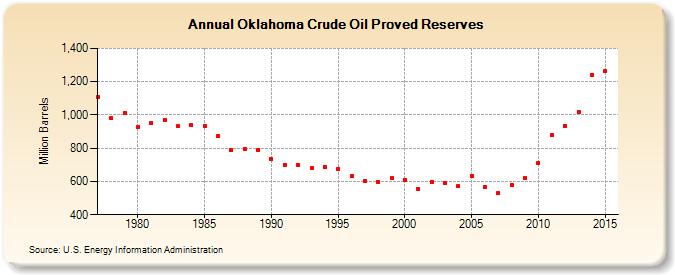 Annual Oklahoma Crude Oil Proved Reserves
Million Barrels
1,400
1,200
1,000
800
600
400
1980 1985 1990 1995 2000 2005 2010 2015
Source: U.S. Energy Information Administration